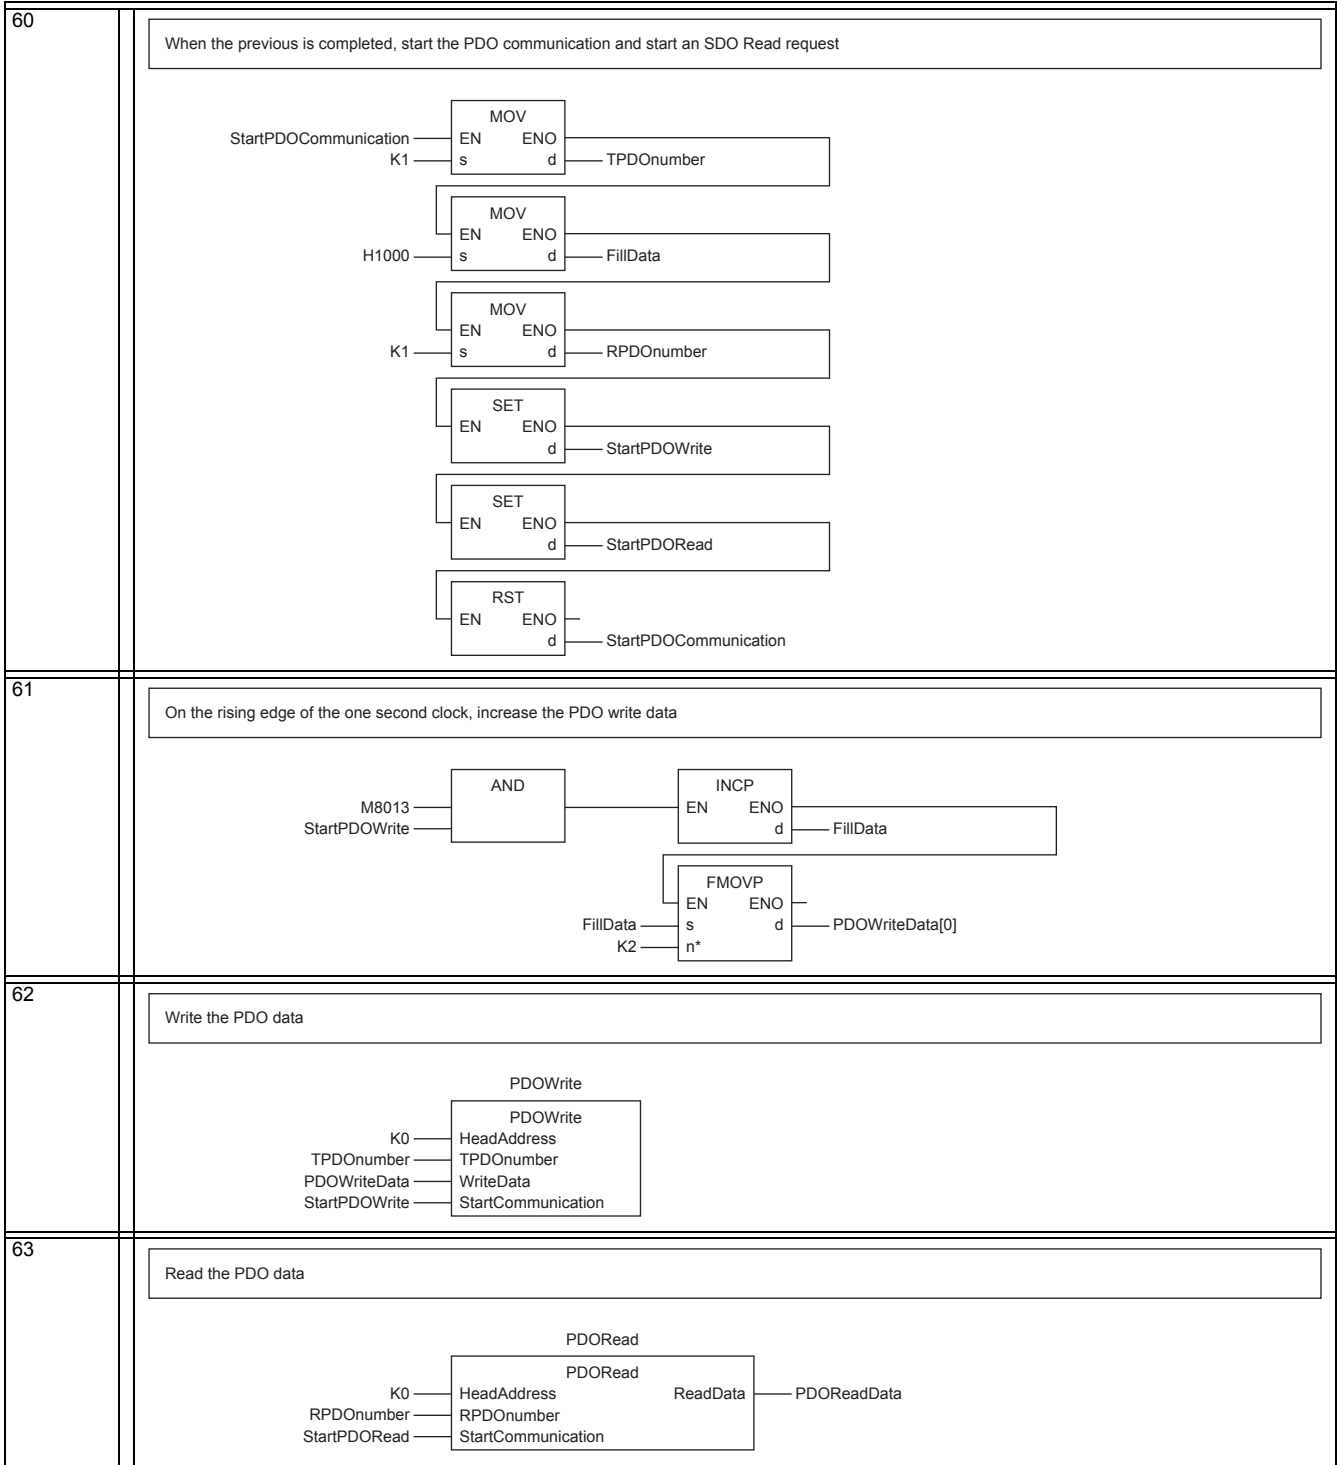 60
When the previous is completed, start the PDO communication and start an SDO Read request
MOV
StartPDOCommunication EN ENO
K1 s d TPDOnumber
MOV
EN ENO
H1000 s d FillData
MOV
EN ENO
K1 s d RPDOnumber
SET
EN ENO
d StartPDOWrite
SET
EN ENO
d StartPDORead
RST
EN ENO
d StartPDOCommunication
61
On the rising edge of the one second clock, increase the PDO write data
AND INCP
M8013 EN ENO
StartPDOWrite d FillData
FMOVP
EN ENO
FillData s d PDOWriteData[0]
K2 n*
62
Write the PDO data
PDOWrite
PDOWrite
K0 HeadAddress
TPDOnumber TPDOnumber
PDOWriteData WriteData
StartPDOWrite StartCommunication
63
Read the PDO data
PDORead
PDORead
K0 HeadAddress ReadData PDOReadData
RPDOnumber RPDOnumber
StartPDORead StartCommunication